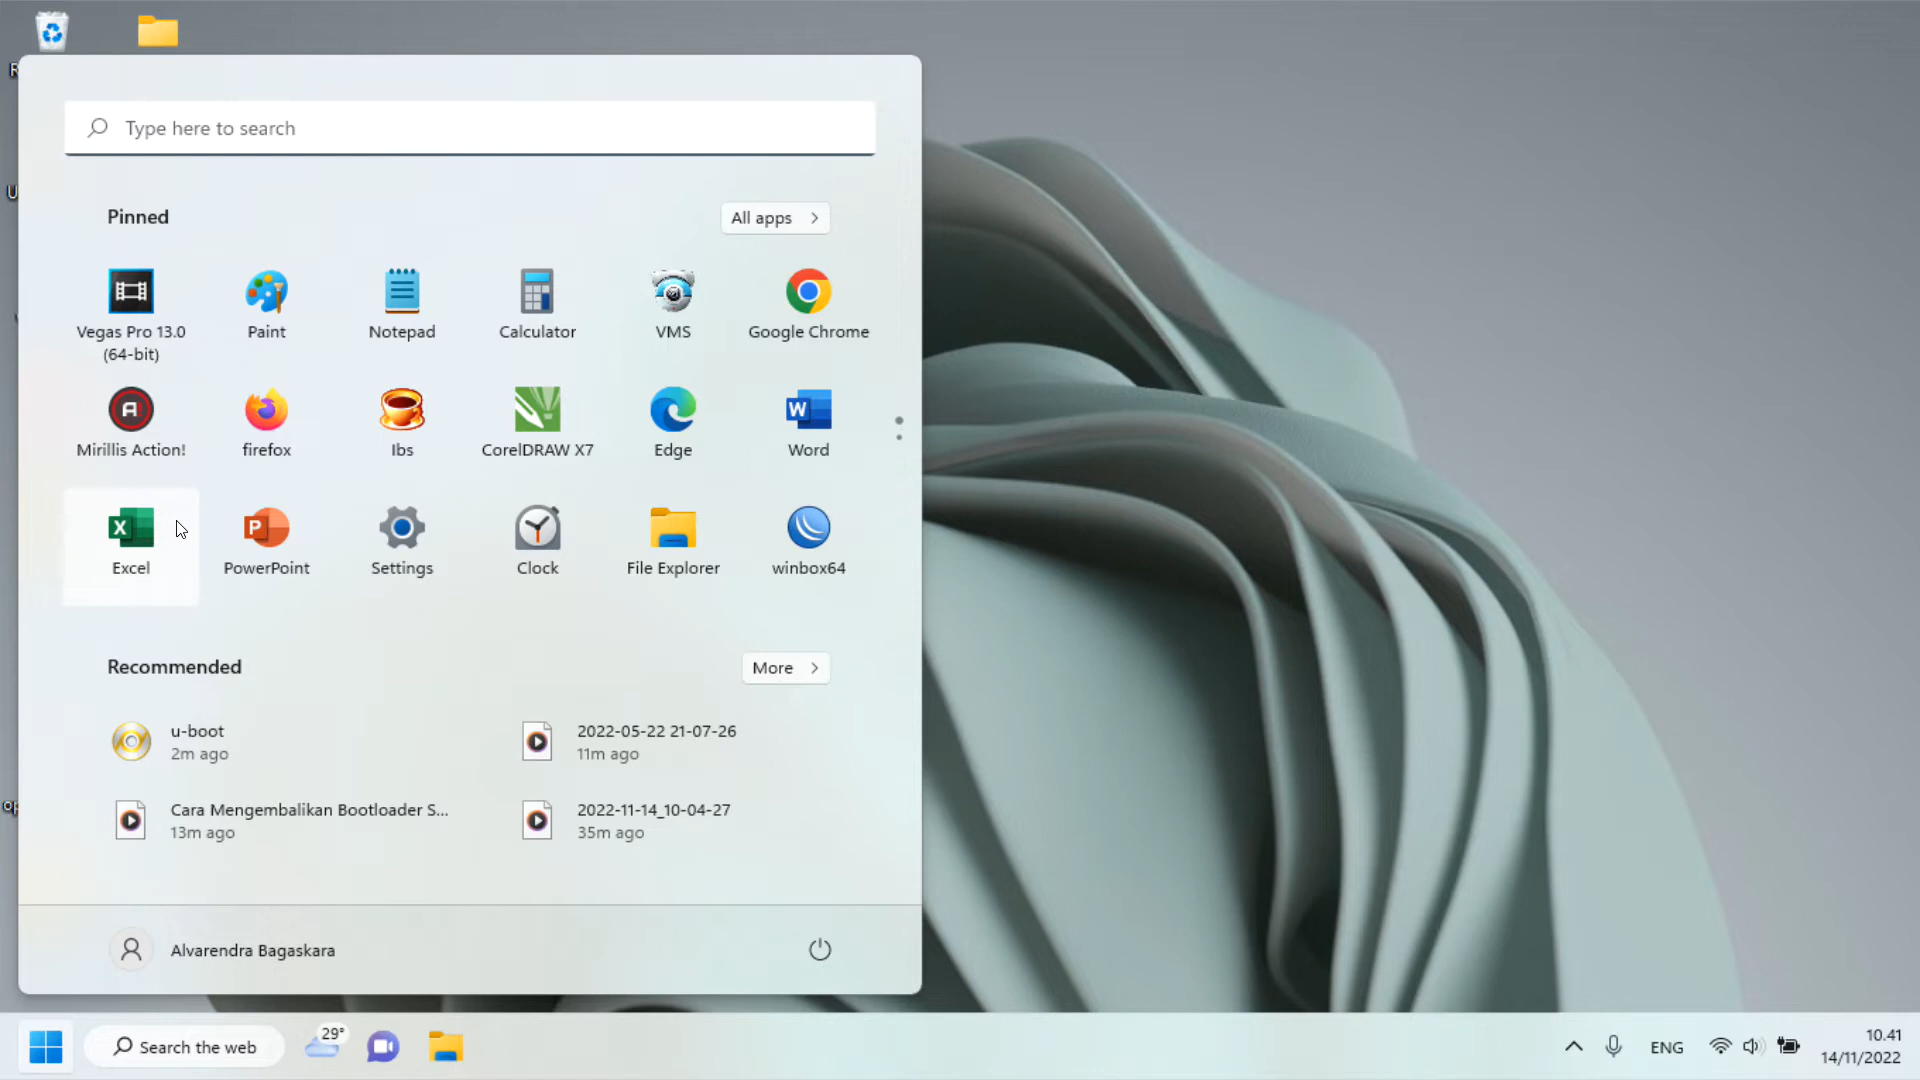 Type here to search
Pinned
All apps
Vegas Pro 13.0
(64-bit)
Paint
Notepad
Calculator
VMS
Google Chrome
Mirillis Action!
firefox
Ibs
CorelDRAW X7
Edge
Word
Excel
PowerPoint
Settings
Clock
File Explorer
winbox64
Recommended
More
u-boot
2m ago
2022-05-22 21-07-26
11m ago
Cara Mengembalikan Bootloader S...
13m ago
2022-11-14_10-04-27
35m ago
Alvarendra Bagaskara
Search the web
29°
ENG
10.41
14/11/2022